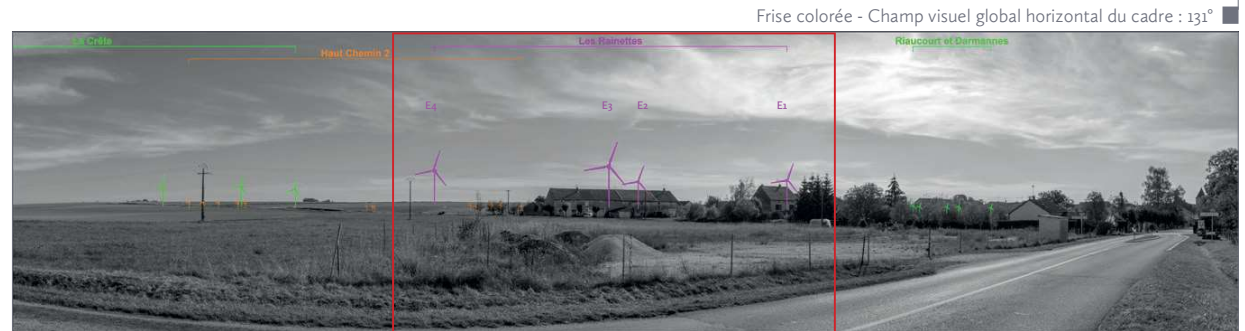 Frise colorée - Champ visuel global horizontal du cadre : 131°
La Crête
Les Rainettes
Riaucourt et Darmannes
Haut Chemin 2
E4
E3
E2
E1